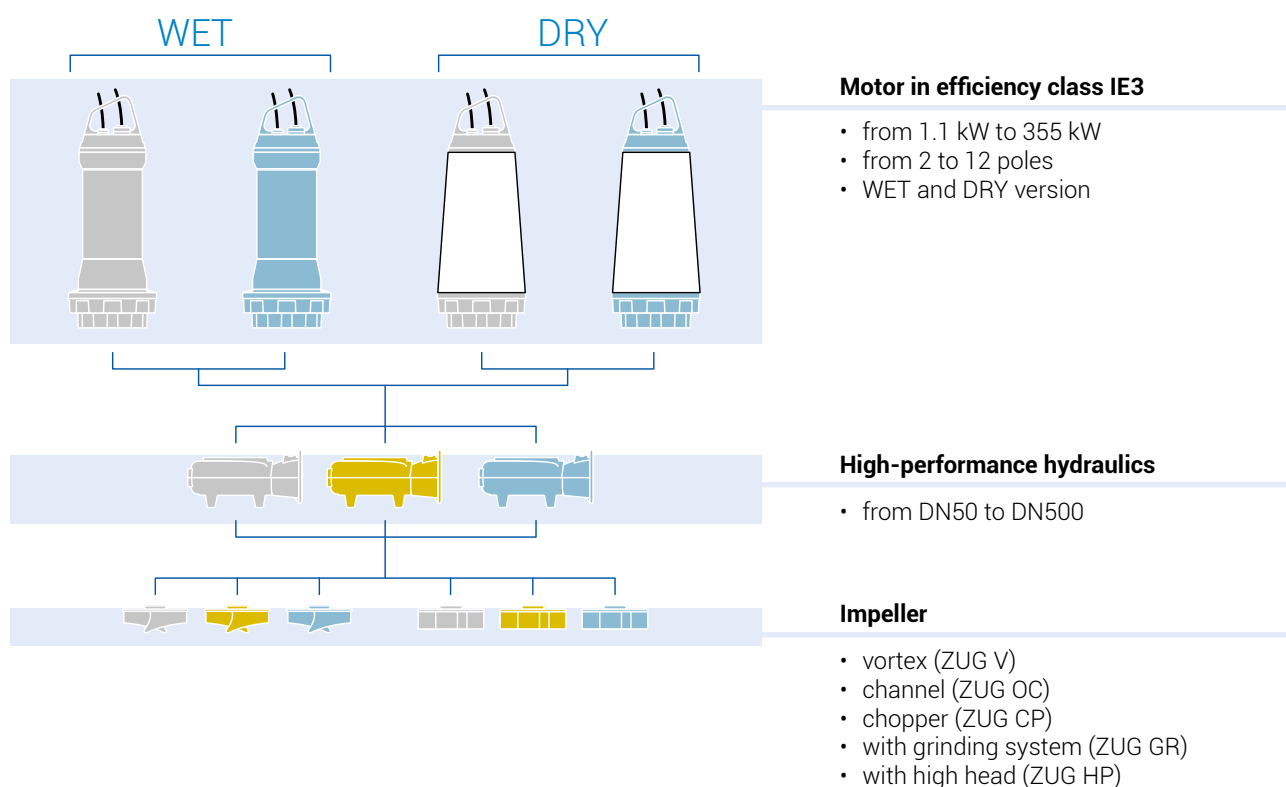 WET
DRY
Motor in efficiency class IE3
• from 1.1 kW to 355 kW
• from 2 to 12 poles
• WET and DRY version
High-performance hydraulics
• from DN50 to DN500
Impeller
• vortex (ZUG V)
• channel (ZUG OC)
• chopper (ZUG CP)
• with grinding system (ZUG GR)
• with high head (ZUG HP)